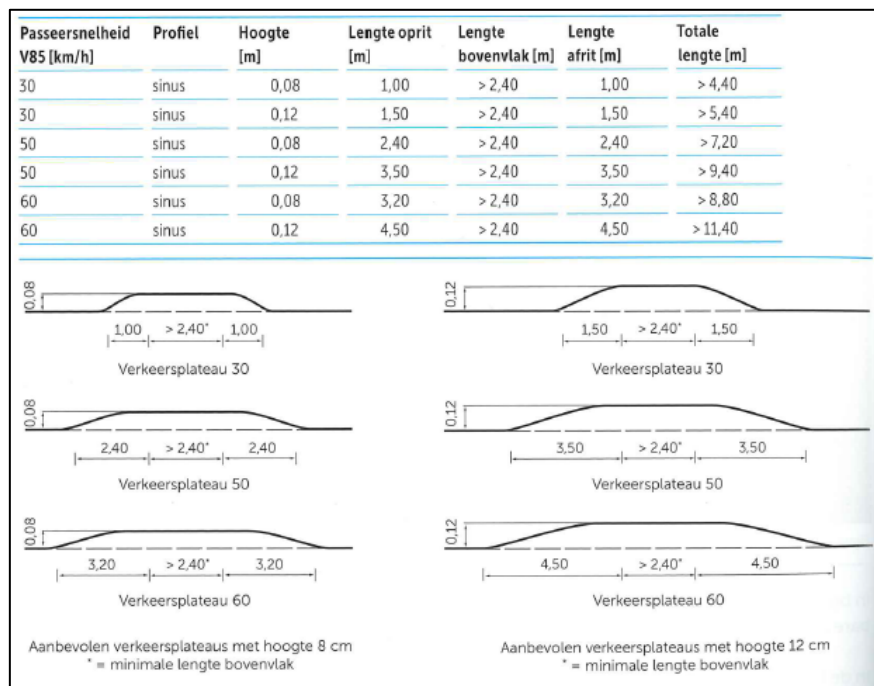 Passeersnelheid V85 [km/h] Profiel Hoogte [m] Lengte oprit [m] Lengte bovenvlak [m] Lengte afrit [m] Totale lengte [m]
30 sinus 0,08 1,00 > 2,40 1,00 > 4,40
30 sinus 0,12 1,50 > 2,40 1,50 > 5,40
50 sinus 0,08 2,40 > 2,40 2,40 > 7,20
50 sinus 0,12 3,50 > 2,40 3,50 > 9,40
60 sinus 0,08 3,20 > 2,40 3,20 > 8,80
60 sinus 0,12 4,50 > 2,40 4,50 > 11,40
0,08
1,00 > 2,40* 1,00
Verkeersplateau 30
0,08
2,40 > 2,40* 2,40
Verkeersplateau 50
0,08
3,20 > 2,40* 3,20
Verkeersplateau 60
Aanbevolen verkeersplateaus met hoogte 8 cm
* = minimale lengte bovenvlak
0,12
1,50 > 2,40* 1,50
Verkeersplateau 30
0,12
3,50 > 2,40* 3,50
Verkeersplateau 50
0,12
4,50 > 2,40* 4,50
Verkeersplateau 60
Aanbevolen verkeersplateaus met hoogte 12 cm
* = minimale lengte bovenvlak